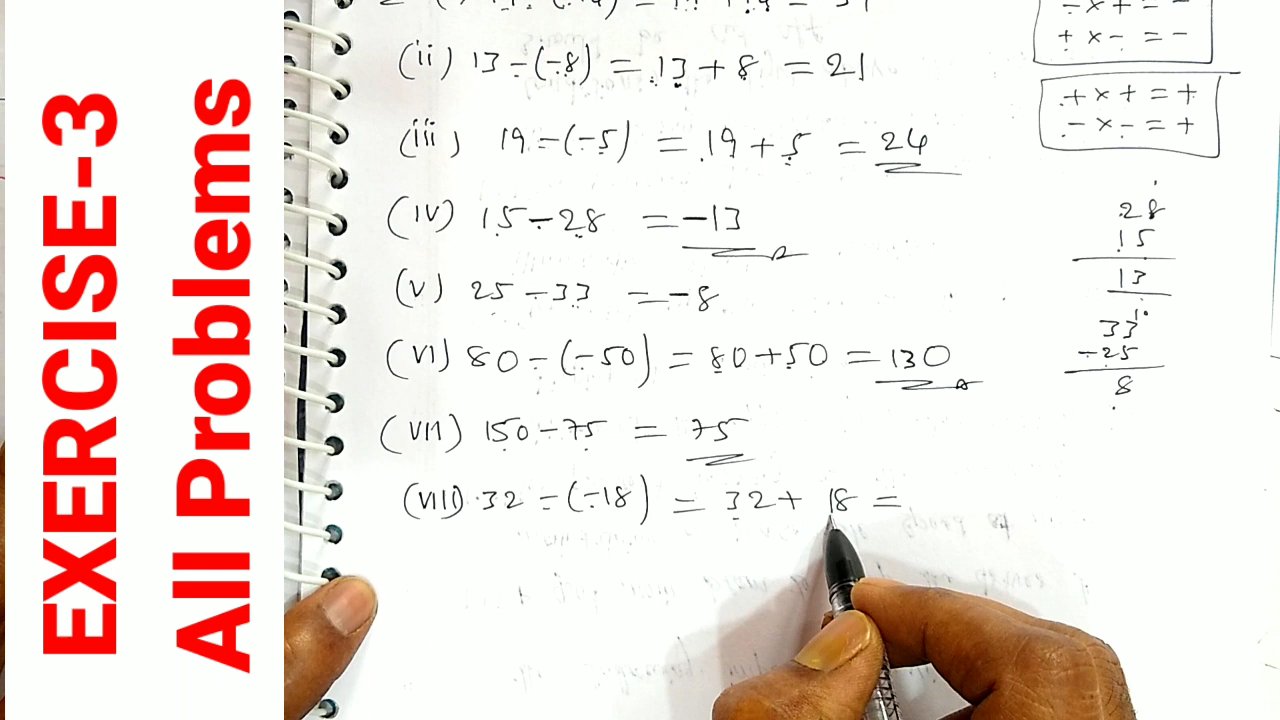 EXERCISE-3
All Problems
(ii) 13 - (-8) = 13 + 8 = 21
(iii) 19 - (-5) = 19 + 5 = 24
(iv) 15 - 28 = -13
(v) 25 - 33 = -8
(vi) 80 - (-50) = 80 + 50 = 130
(vii) 150 - 75 = 75
(viii) 32 - (-18) = 32 + 18 =
- × + = -
+ × - = -
+ × + = +
- × - = +
28
15
13
10
33
-25
8